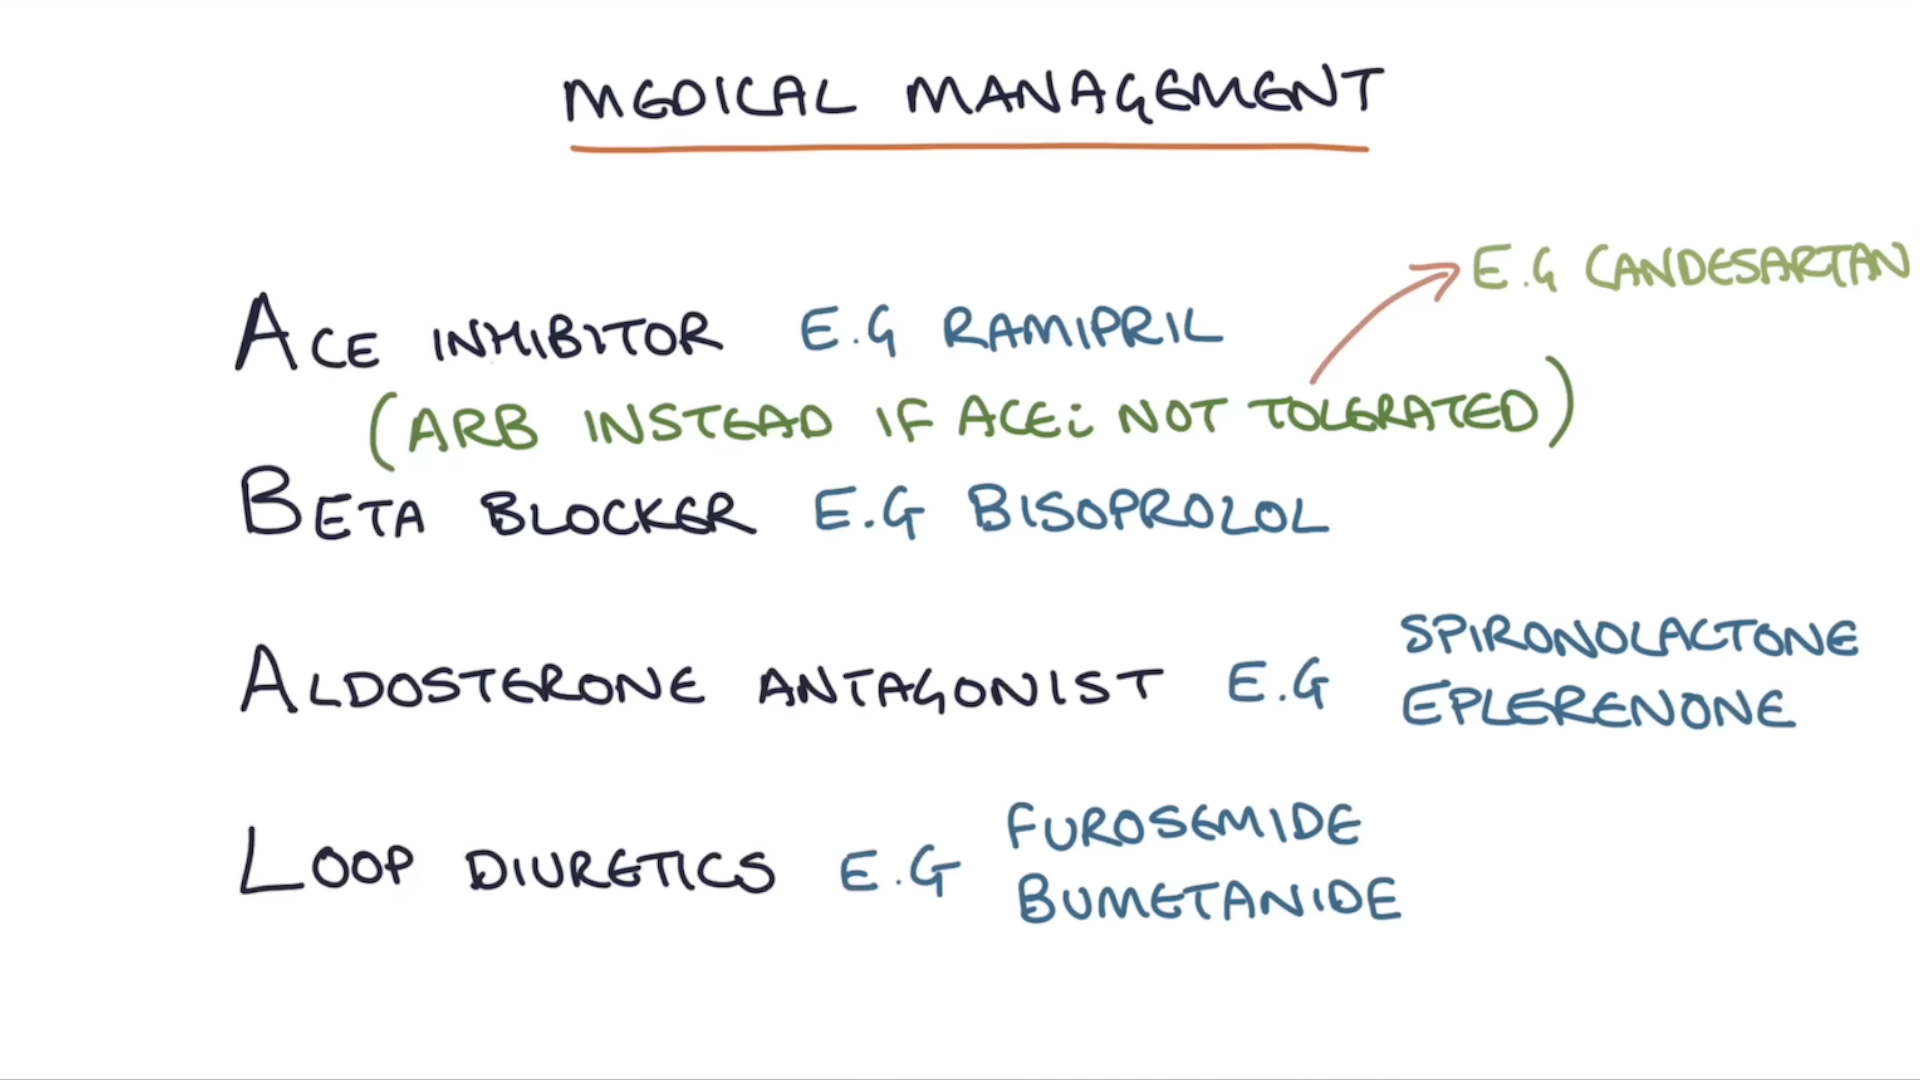 MEDICAL MANAGEMENT
E.G CANDESARTAN
ACE INHIBITOR E.G RAMIPRIL
(ARB INSTEAD IF ACEi NOT TOLERATED)
BETA BLOCKER E.G BISOPROLOL
ALDOSTERONE ANTAGONIST E.G SPIRONOLACTONE
EPLERENONE
LOOP DIURETICS E.G FUROSEMIDE
BUMETANIDE